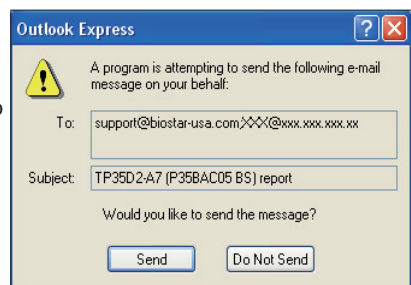 Outlook Express
A program is attempting to send the following e-mail
message on your behalf:
To: support@biostar-usa.com;XXX@xxx.xxx.xxx.xx
Subject: TP35D2-A7 (P35BAC05 BS) report
Would you like to send the message?
Send Do Not Send